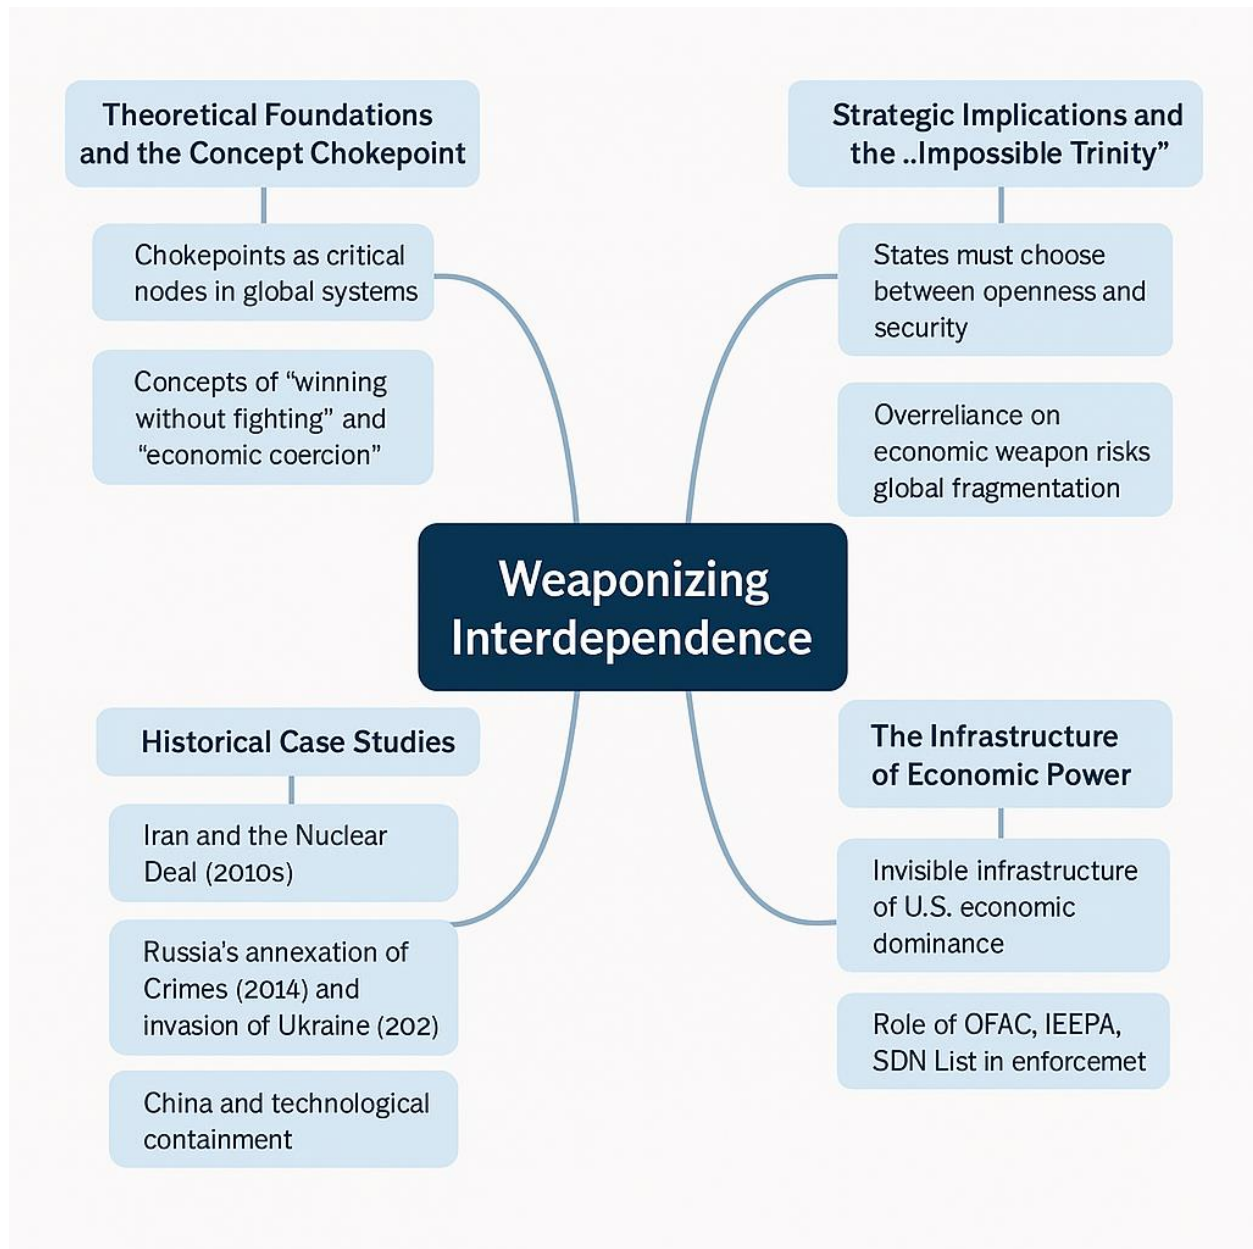 Theoretical Foundations
and the Concept Chokepoint
Chokepoints as critical
nodes in global systems
Concepts of “winning
without fighting” and
“economic coercion”
Strategic Implications and
the ..Impossible Trinity”
States must choose
between openness and
security
Overreliance on
economic weapon risks
global fragmentation
Weaponizing
Interdependence
Historical Case Studies
Iran and the Nuclear
Deal (2010s)
Russia’s annexation of
Crimes (2014) and
invasion of Ukraine (202)
China and technological
containment
The Infrastructure
of Economic Power
Invisible infrastructure
of U.S. economic
dominance
Role of OFAC, IEEPA,
SDN List in enforcemet